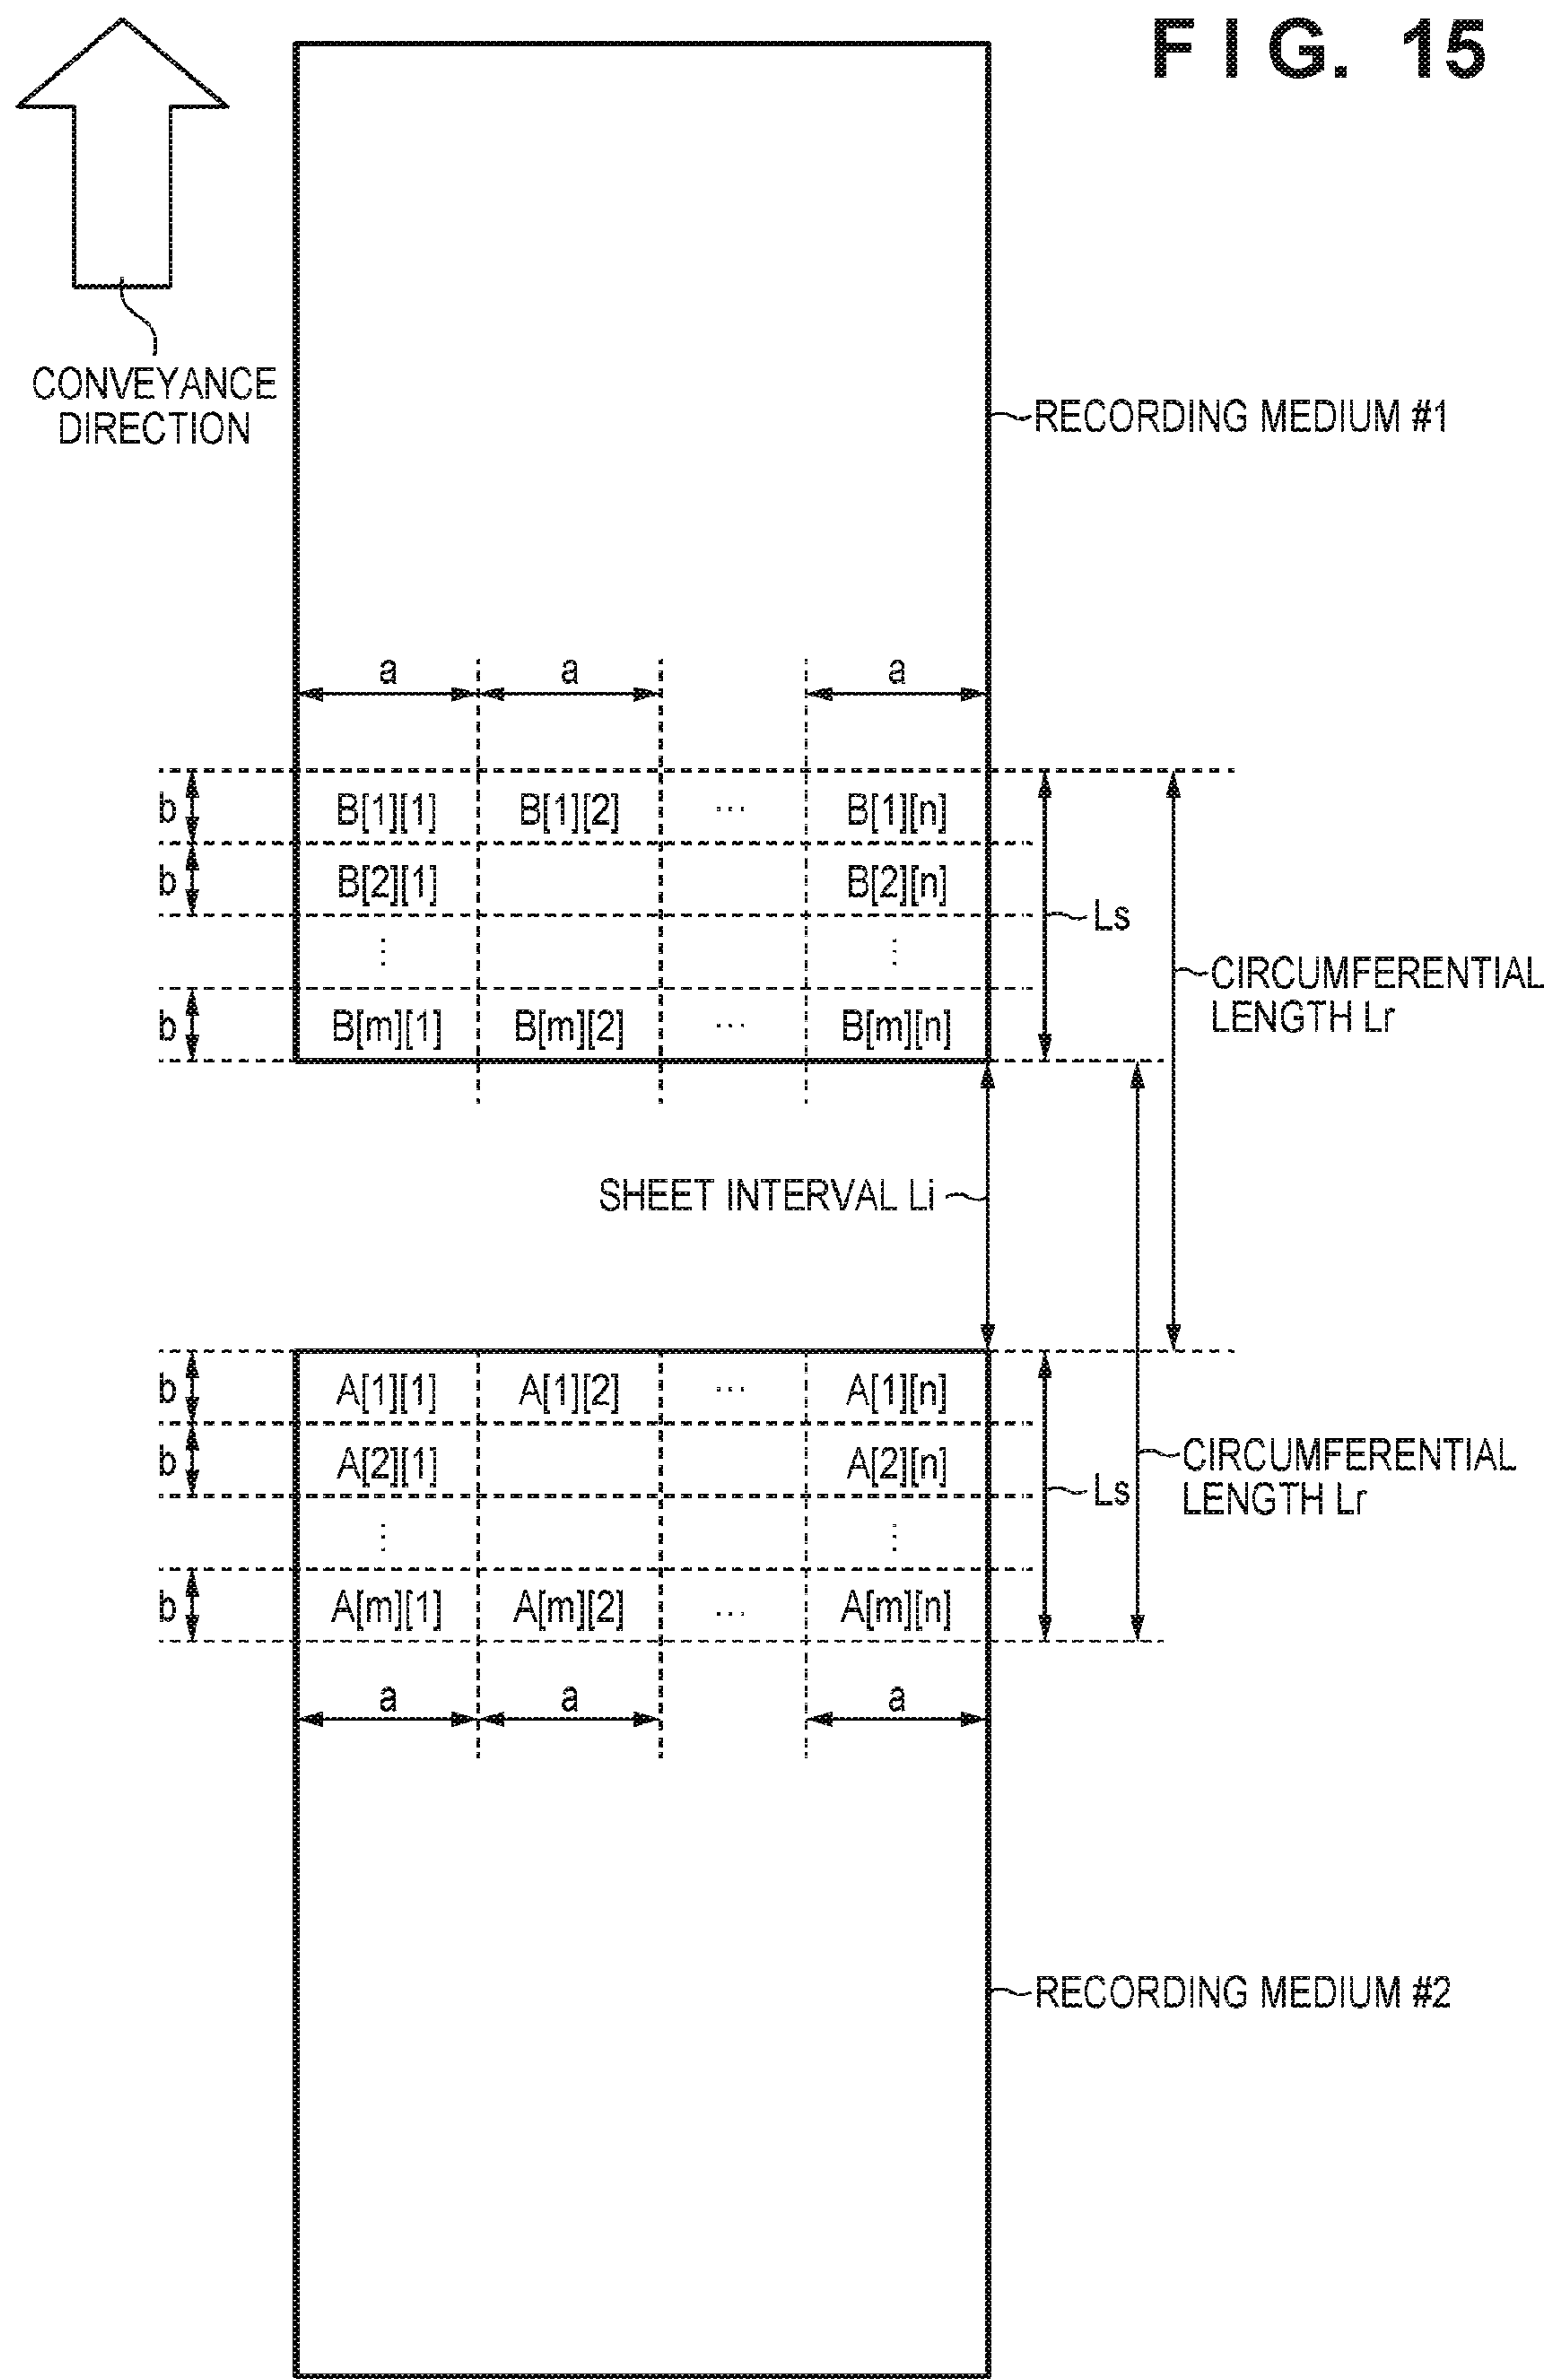 F I G. 15
CONVEYANCE
DIRECTION
RECORDING MEDIUM #1
a a a
b B[1][1] B[1][2] ... B[1][n]
b B[2][1] B[2][n]
Ls
⋮ ⋮
CIRCUMFERENTIAL
LENGTH Lr
b B[m][1] B[m][2] ... B[m][n]
SHEET INTERVAL Li
b A[1][1] A[1][2] ... A[1][n]
b A[2][1] A[2][n]
Ls
CIRCUMFERENTIAL
LENGTH Lr
⋮ ⋮
b A[m][1] A[m][2] ... A[m][n]
a a a
RECORDING MEDIUM #2